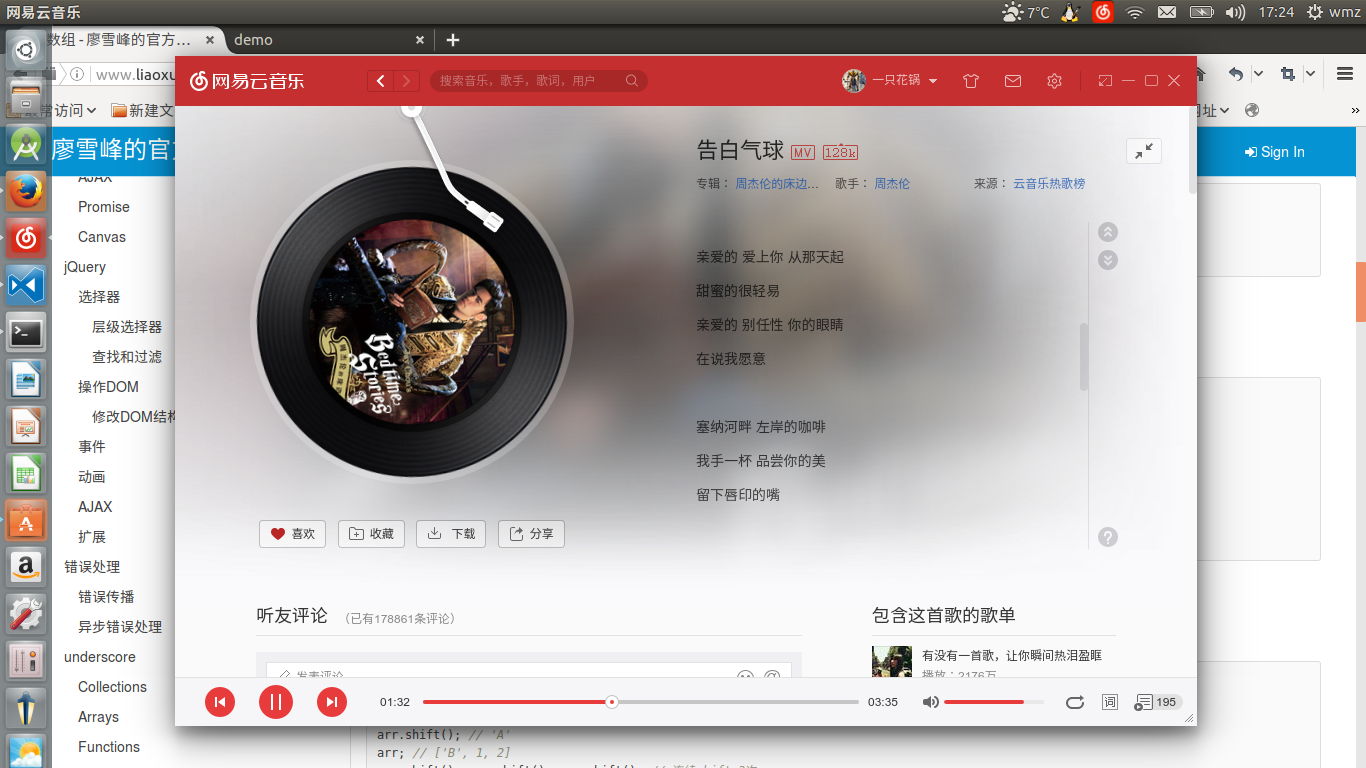 网易云音乐
7°C
17:24
wmz
数组 - 廖雪峰的官方…
demo
www.liaoxu
最常访问
新建文
网址
廖雪峰的官方
Sign In
网易云音乐
搜索音乐，歌手，歌词，用户
一只花锅
AJAX
Promise
Canvas
jQuery
选择器
层级选择器
查找和过滤
操作DOM
修改DOM结构
事件
动画
AJAX
扩展
错误处理
错误传播
异步错误处理
underscore
Collections
Arrays
Functions
告白气球 MV 128k
专辑： 周杰伦的床边... 歌手： 周杰伦 来源： 云音乐热歌榜
亲爱的 爱上你 从那天起
甜蜜的很轻易
亲爱的 别任性 你的眼睛
在说我愿意
塞纳河畔 左岸的咖啡
我手一杯 品尝你的美
留下唇印的嘴
Bedtime
Stories
喜欢 收藏 下载 分享
听友评论 （已有178861条评论）
发表评论
包含这首歌的歌单
有没有一首歌，让你瞬间热泪盈眶
播放：2176万
01:32
03:35
词
195
arr.shift(); // 'A'
arr; // ['B', 1, 2]